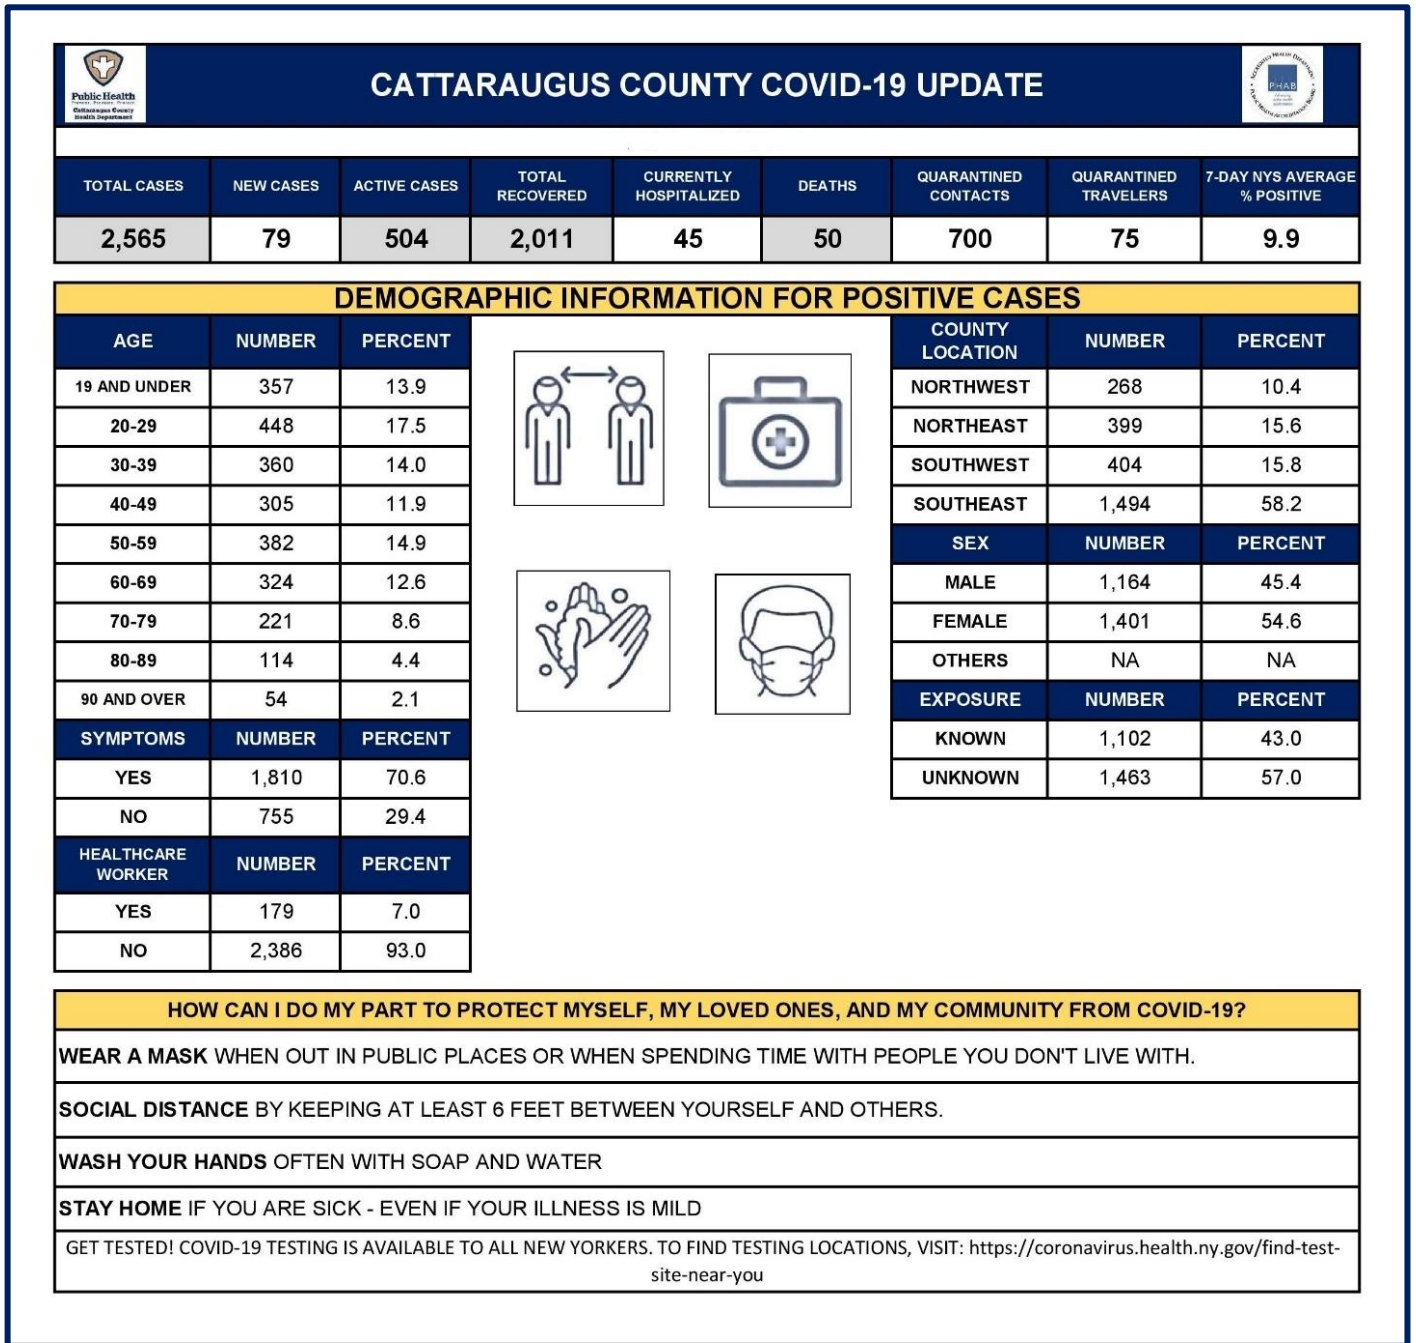 Public Health
Cattaraugus County
Health Department
CATTARAUGUS COUNTY COVID-19 UPDATE
PHAB
TOTAL CASES NEW CASES ACTIVE CASES TOTAL RECOVERED CURRENTLY HOSPITALIZED DEATHS QUARANTINED CONTACTS QUARANTINED TRAVELERS 7-DAY NYS AVERAGE % POSITIVE
2,565 79 504 2,011 45 50 700 75 9.9
DEMOGRAPHIC INFORMATION FOR POSITIVE CASES
AGE NUMBER PERCENT
19 AND UNDER 357 13.9
20-29 448 17.5
30-39 360 14.0
40-49 305 11.9
50-59 382 14.9
60-69 324 12.6
70-79 221 8.6
80-89 114 4.4
90 AND OVER 54 2.1
SYMPTOMS NUMBER PERCENT
YES 1,810 70.6
NO 755 29.4
HEALTHCARE WORKER NUMBER PERCENT
YES 179 7.0
NO 2,386 93.0
COUNTY LOCATION NUMBER PERCENT
NORTHWEST 268 10.4
NORTHEAST 399 15.6
SOUTHWEST 404 15.8
SOUTHEAST 1,494 58.2
SEX NUMBER PERCENT
MALE 1,164 45.4
FEMALE 1,401 54.6
OTHERS NA NA
EXPOSURE NUMBER PERCENT
KNOWN 1,102 43.0
UNKNOWN 1,463 57.0
HOW CAN I DO MY PART TO PROTECT MYSELF, MY LOVED ONES, AND MY COMMUNITY FROM COVID-19?
WEAR A MASK WHEN OUT IN PUBLIC PLACES OR WHEN SPENDING TIME WITH PEOPLE YOU DON'T LIVE WITH.
SOCIAL DISTANCE BY KEEPING AT LEAST 6 FEET BETWEEN YOURSELF AND OTHERS.
WASH YOUR HANDS OFTEN WITH SOAP AND WATER
STAY HOME IF YOU ARE SICK - EVEN IF YOUR ILLNESS IS MILD
GET TESTED! COVID-19 TESTING IS AVAILABLE TO ALL NEW YORKERS. TO FIND TESTING LOCATIONS, VISIT: https://coronavirus.health.ny.gov/find-test-
site-near-you